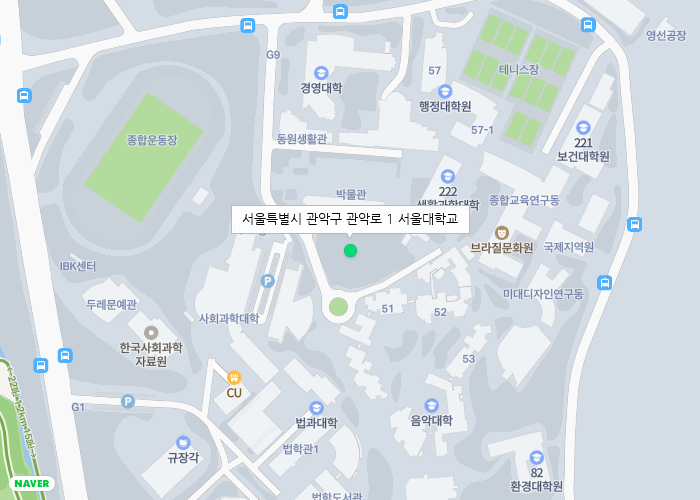 영선공장
G9
57
테니스장
경영대학
행정대학원
57-1
종합운동장
동원생활관
221
보건대학원
222
박물관
생활과학대학
종합교육연구동
서울특별시 관악구 관악로 1 서울대학교
브라질문화원
국제지역원
IBK센터
P
미대디자인연구동
두레문예관
사회과학대학
51
52
한국사회과학
자료원
53
CU
G1
P
법과대학
음악대학
법학관1
규장각
82
환경대학원
NAVER
법학도서관